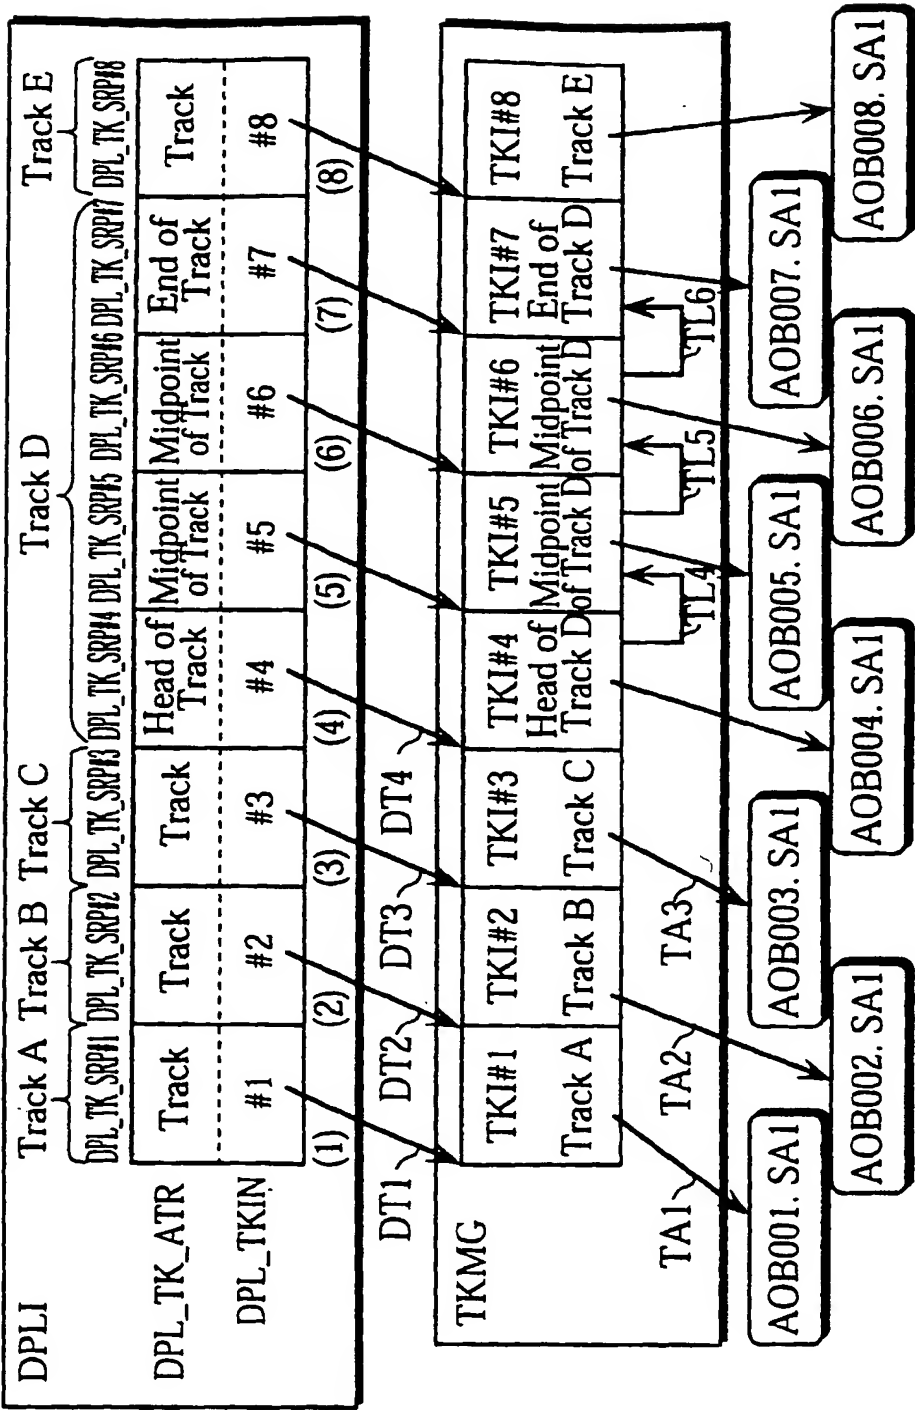 DPLI
Track A
Track B
Track C
Track D
Track E
DPL_TK_SRP#1
DPL_TK_SRP#2
DPL_TK_SRP#3
DPL_TK_SRP#4
DPL_TK_SRP#5
DPL_TK_SRP#6
DPL_TK_SRP#7
DPL_TK_SRP#8
DPL_TK_ATR
Track
Track
Track
Head of
Track
Midpoint
of Track
Midpoint
of Track
End of
Track
Track
DPL_TKIN
#1
#2
#3
#4
#5
#6
#7
#8
(1)
(2)
(3)
(4)
(5)
(6)
(7)
(8)
DT1
DT2
DT3
DT4
TKMG
TKI#1
Track A
TKI#2
Track B
TKI#3
Track C
TKI#4
Head of
Track D
TKI#5
Midpoint
of Track D
TKI#6
Midpoint
of Track D
TKI#7
End of
Track D
TKI#8
Track E
TA1
TA2
TA3
TL4
TL5
TL6
AOB001. SA1
AOB002. SA1
AOB003. SA1
AOB004. SA1
AOB005. SA1
AOB006. SA1
AOB007. SA1
AOB008. SA1